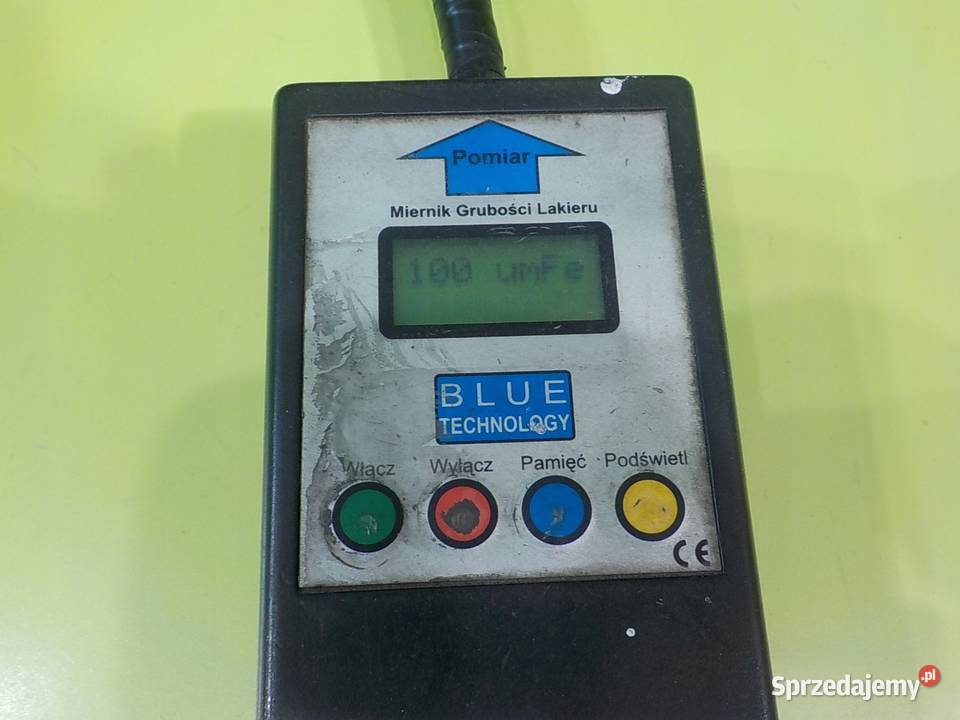 Pomiar
Miernik Grubości Lakieru
100 umFe
BLUE
TECHNOLOGY
Włącz Wyłącz Pamięć Podświetl
CE
Sprzedajemy.pl